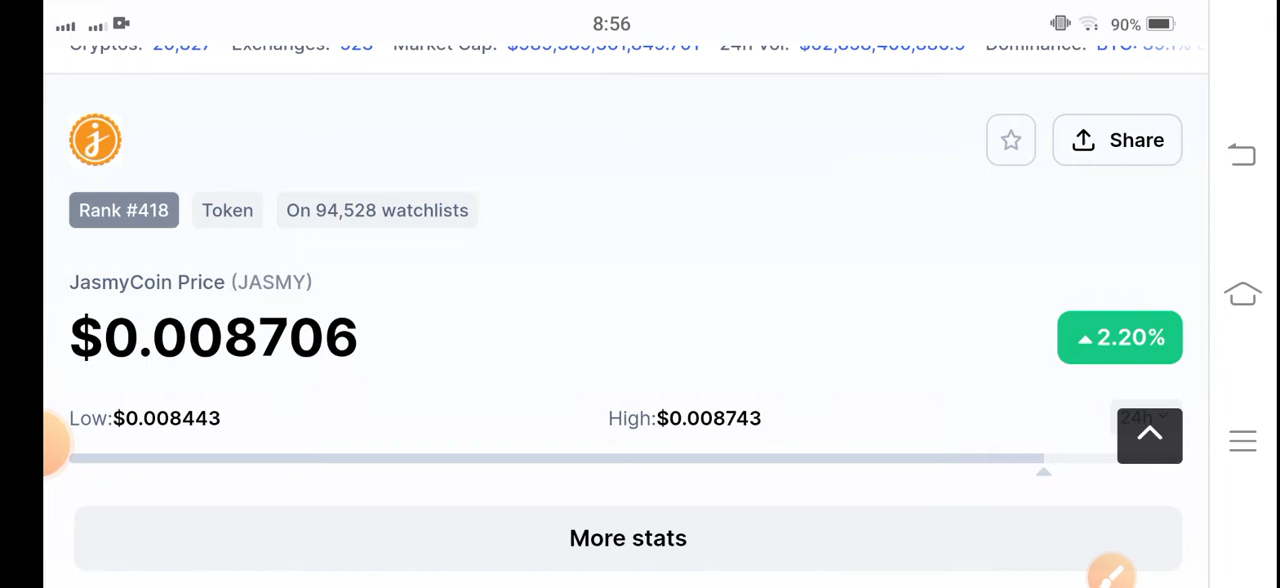 8:56
90%
Share
Rank #418
Token
On 94,528 watchlists
JasmyCoin Price (JASMY)
$0.008706
2.20%
Low:$0.008443
High:$0.008743
24h
More stats